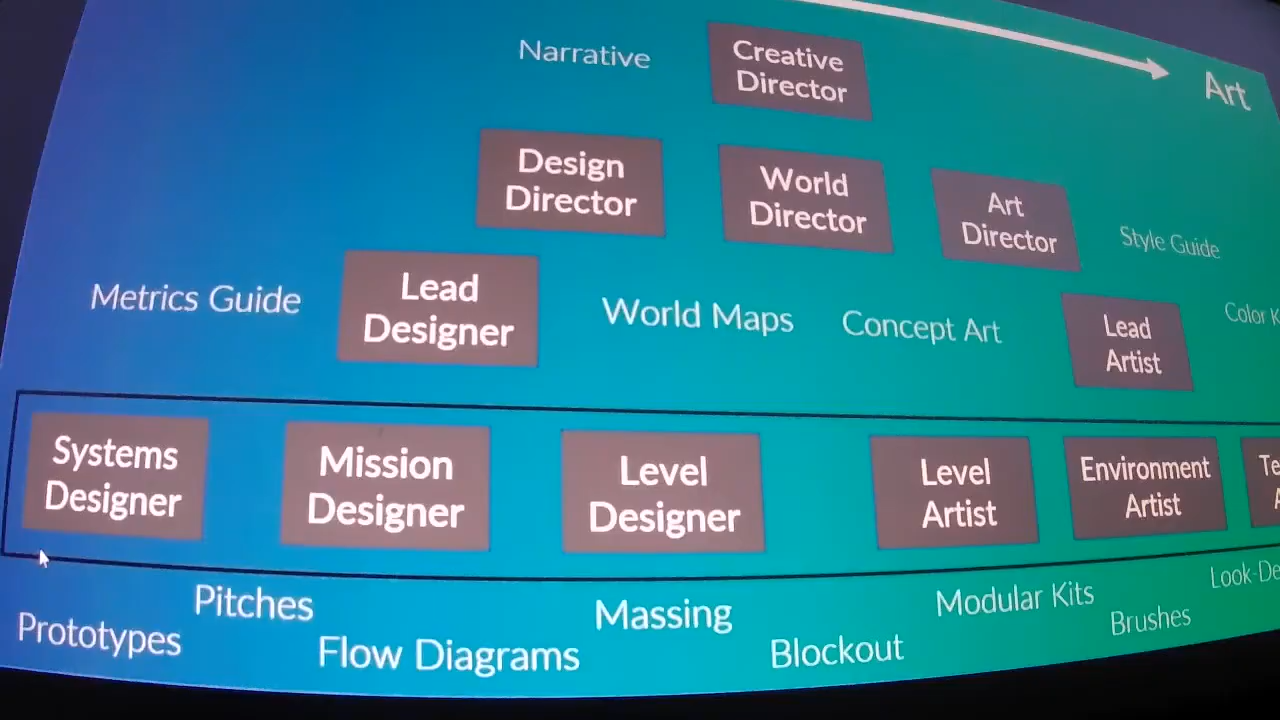 Narrative
Creative
Director
Art
Design
Director
World
Director
Art
Director
Style Guide
Metrics Guide
Lead
Designer
World Maps
Concept Art
Lead
Artist
Color
Systems
Designer
Mission
Designer
Level
Designer
Level
Artist
Environment
Artist
Pitches
Prototypes
Flow Diagrams
Massing
Blockout
Modular Kits
Brushes